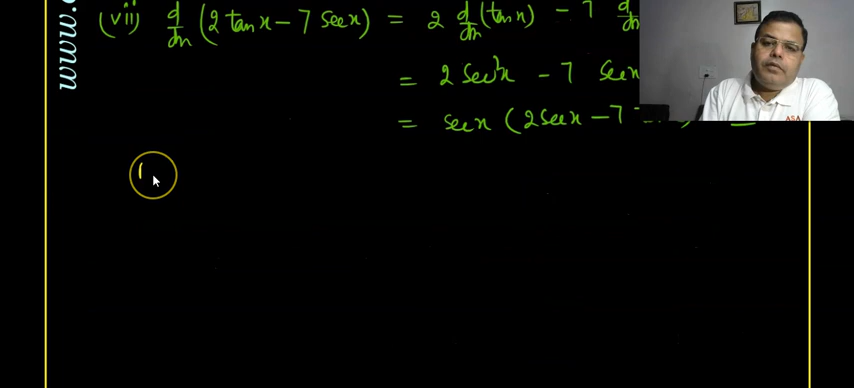 www.
(vii) d/dx (2 tan x − 7 sec x) = 2 d/dx (tan x) − 7 d/dx
= 2 sec²x − 7 sec x
= sec x (2 sec x − 7
(
ASA